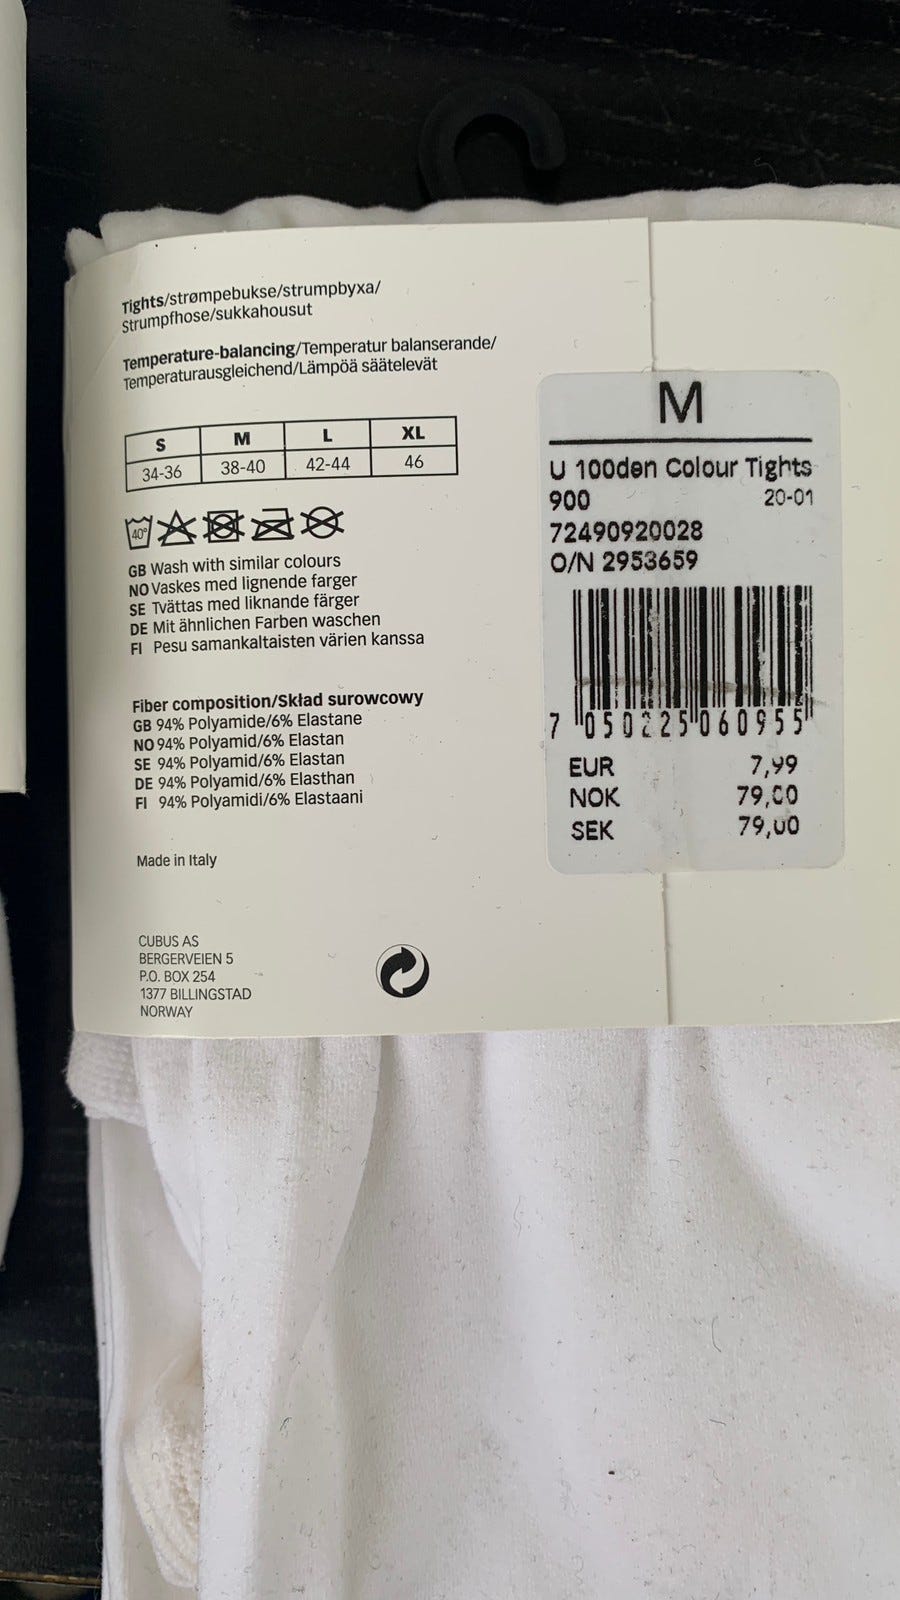 Tights/strømpebukse/strumpbyxa/
Strumpfhose/sukkahousut
Temperature-balancing/Temperatur balanserande/
Temperaturausgleichend/Lämpöä säätelevät
S M L XL
34-36 38-40 42-44 46
40°
GB Wash with similar colours
NO Vaskes med lignende farger
SE Tvättas med liknande färger
DE Mit ähnlichen Farben waschen
FI Pesu samankaltaisten värien kanssa
Fiber composition/Skład surowcowy
GB 94% Polyamide/6% Elastane
NO 94% Polyamid/6% Elastan
SE 94% Polyamid/6% Elastan
DE 94% Polyamid/6% Elasthan
FI 94% Polyamidi/6% Elastaani
Made in Italy
CUBUS AS
BERGERVEIEN 5
P.O. BOX 254
1377 BILLINGSTAD
NORWAY
M
U 100den Colour Tights
900 20-01
72490920028
O/N 2953659
7 050225 060955
EUR 7,99
NOK 79,00
SEK 79,00